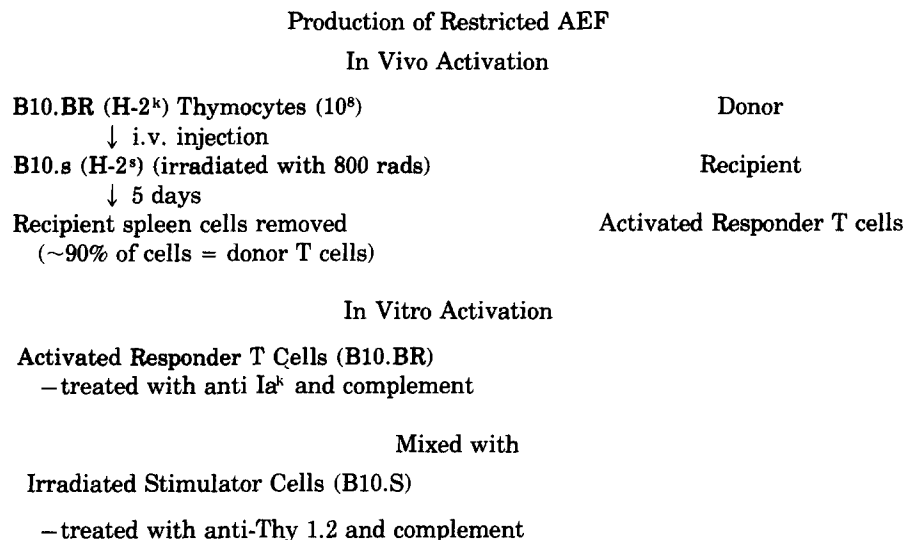 Production of Restricted AEF
In Vivo Activation
B10.BR (H-2ᵏ) Thymocytes (10⁸) Donor
↓ i.v. injection
B10.s (H-2ˢ) (irradiated with 800 rads) Recipient
↓ 5 days
Recipient spleen cells removed Activated Responder T cells
(~90% of cells = donor T cells)
In Vitro Activation
Activated Responder T Cells (B10.BR)
—treated with anti Iaᵏ and complement
Mixed with
Irradiated Stimulator Cells (B10.S)
—treated with anti-Thy 1.2 and complement